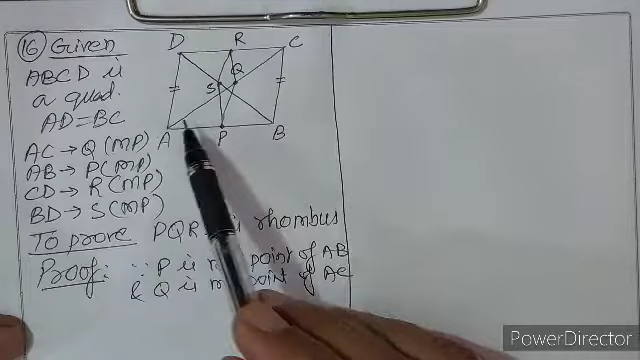 16 Given
ABCD is
a quad.
AD=BC
AC→Q(MP)
AB→P(MP)
CD→R(MP)
BD→S(MP)
To prove PQR is rhombus
Proof: ∵ P is point of AB
& Q is point of AC
D R C
S Q
A P B
PowerDirector